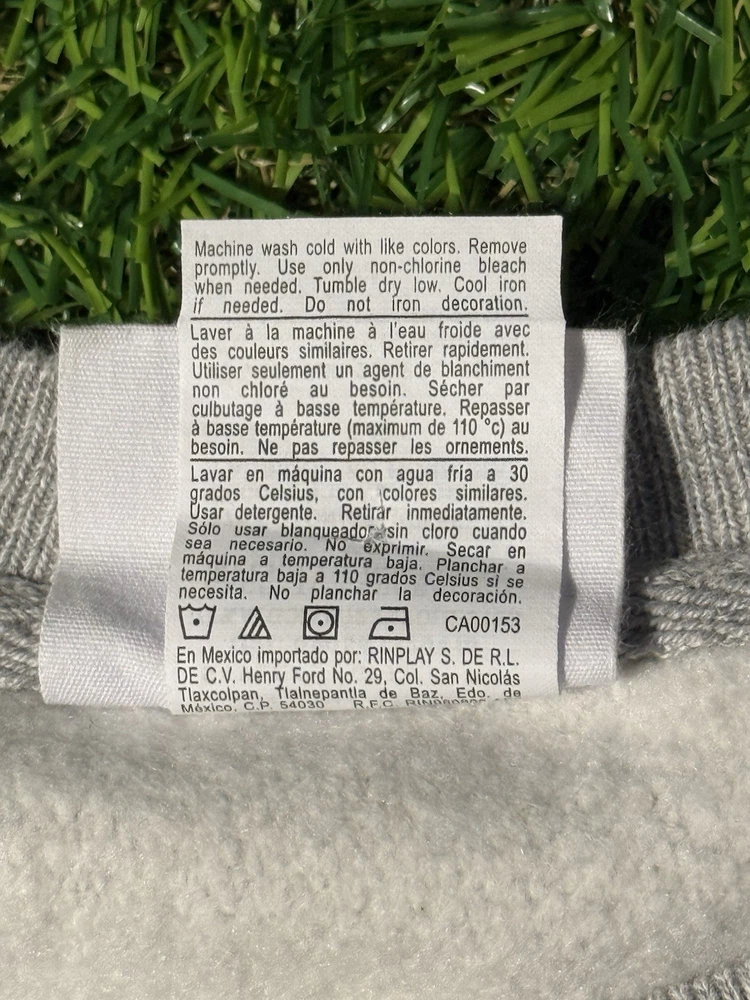 Machine wash cold with like colors. Remove
promptly. Use only non-chlorine bleach
when needed. Tumble dry low. Cool iron
if needed. Do not iron decoration.
Laver à la machine à l'eau froide avec
des couleurs similaires. Retirer rapidement.
Utiliser seulement un agent de blanchiment
non chloré au besoin. Sécher par
culbutage à basse température. Repasser
à basse température (maximum de 110 °c) au
besoin. Ne pas repasser les ornements.
Lavar en máquina con agua fría a 30
grados Celsius, con colores similares.
Usar detergente. Retirar inmediatamente.
Sólo usar blanqueador sin cloro cuando
sea necesario. No exprimir. Secar en
máquina a temperatura baja. Planchar a
temperatura baja a 110 grados Celsius si se
necesita. No planchar la decoración.
CA00153
En Mexico importado por: RINPLAY S. DE R.L.
DE C.V. Henry Ford No. 29, Col. San Nicolás
Tlaxcolpan, Tlalnepantla de Baz, Edo. de
México. C.P. 54030 R.F.C.